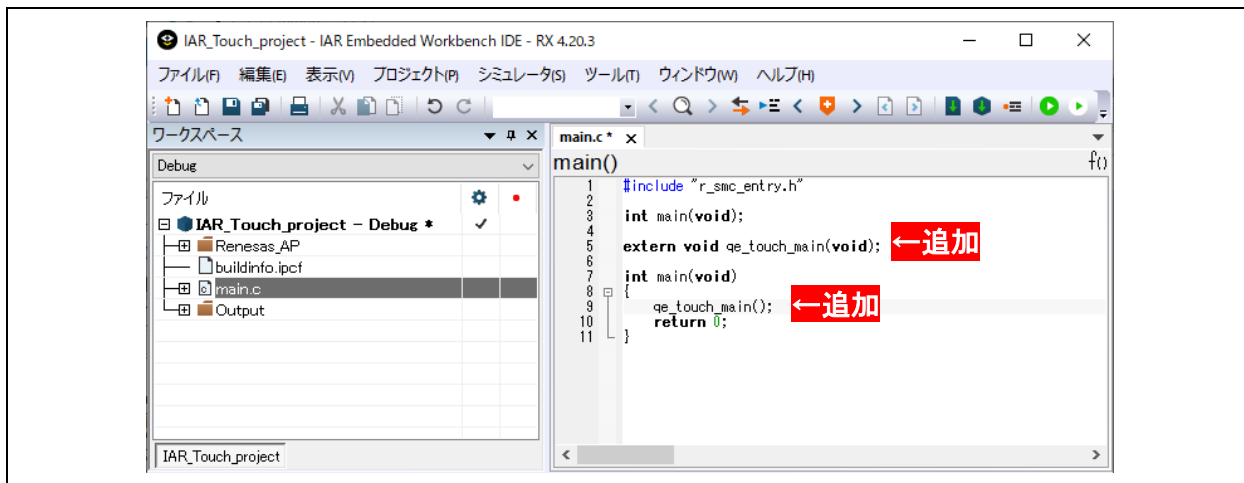 IAR_Touch_project - IAR Embedded Workbench IDE - RX 4.20.3
ファイル(F) 編集(E) 表示(V) プロジェクト(P) シミュレータ(S) ツール(T) ウィンドウ(W) ヘルプ(H)
ワークスペース
Debug
ファイル
IAR_Touch_project - Debug *
Renesas_AP
buildinfo.ipcf
main.c
Output
IAR_Touch_project
main.c *
main()
f()
1 #include "r_smc_entry.h"
2
3 int main(void);
4
5 extern void qe_touch_main(void); ←追加
6
7 int main(void)
8 {
9 qe_touch_main(); ←追加
10 return 0;
11 }